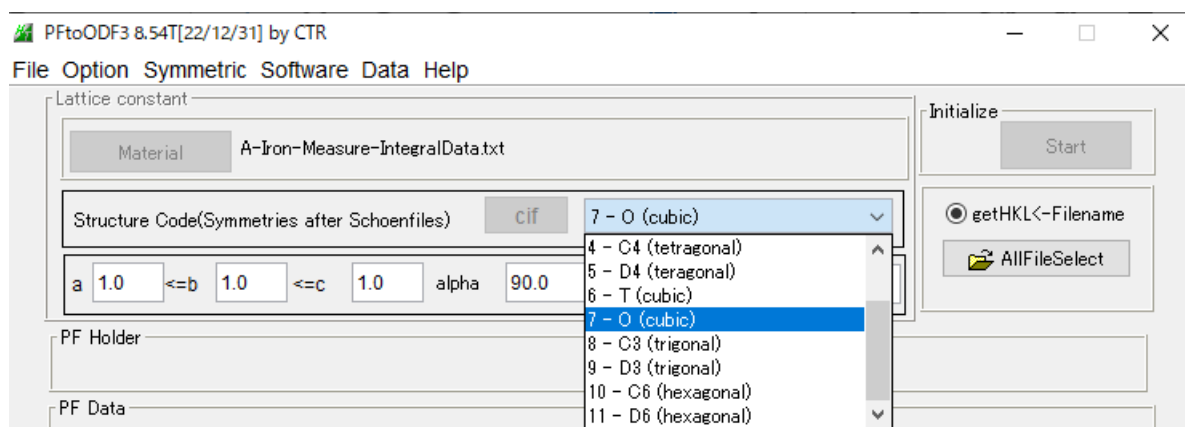 PFtoODF3 8.54T[22/12/31] by CTR
File Option Symmetric Software Data Help
Lattice constant
Initialize
Material A-Iron-Measure-IntegralData.txt
Start
Structure Code(Symmetries after Schoenfiles) cif 7 - O (cubic)
getHKL<-Filename
4 - C4 (tetragonal)
AllFileSelect
5 - D4 (teragonal)
a 1.0 <=b 1.0 <=c 1.0 alpha 90.0
6 - T (cubic)
7 - O (cubic)
PF Holder
8 - C3 (trigonal)
9 - D3 (trigonal)
10 - C6 (hexagonal)
PF Data
11 - D6 (hexagonal)